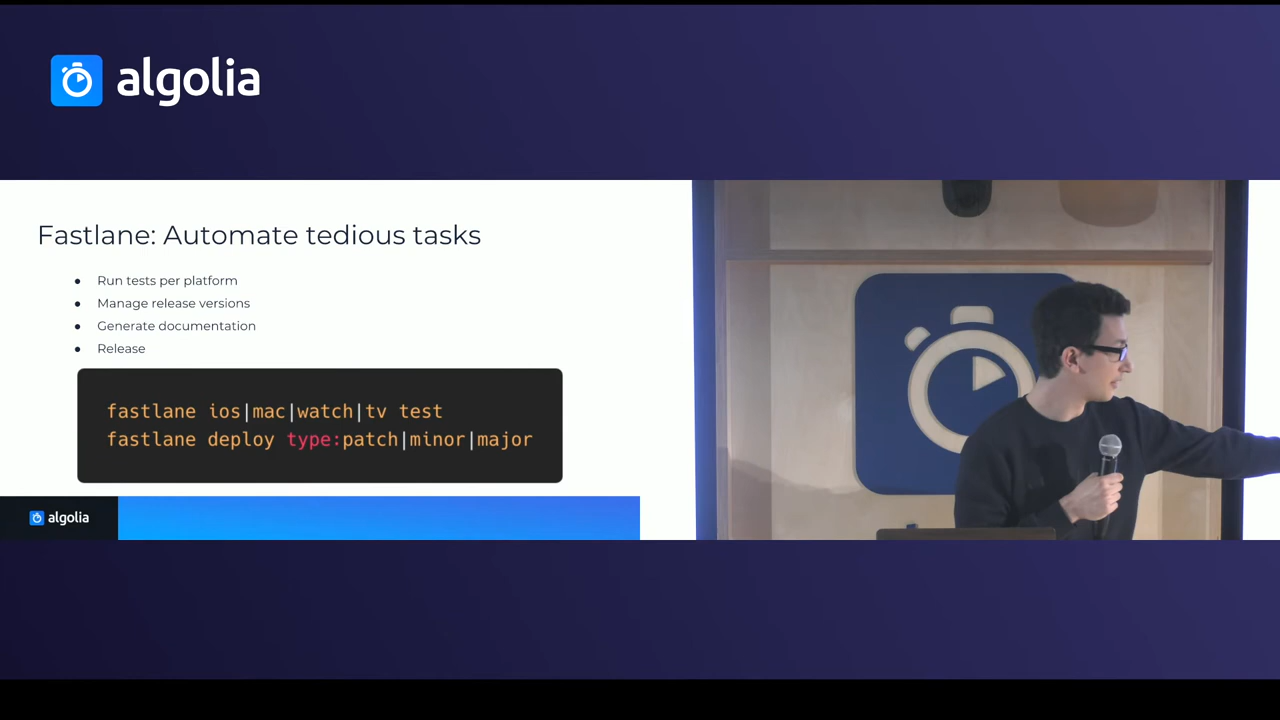 algolia
Fastlane: Automate tedious tasks
● Run tests per platform
● Manage release versions
● Generate documentation
● Release
fastlane ios|mac|watch|tv test
fastlane deploy type:patch|minor|major
algolia